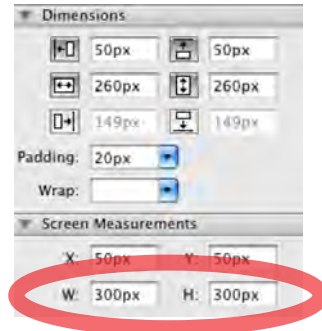 Dimensions
50px 50px
260px 260px
149px 149px
Padding: 20px
Wrap:
Screen Measurements
X: 50px Y: 50px
W: 300px H: 300px